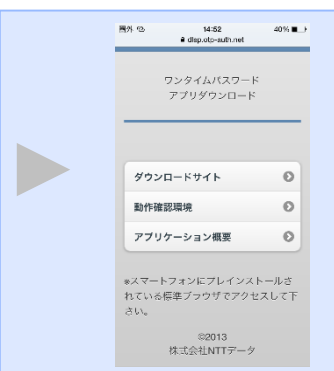 圏外 14:52 40%
dlsp.otp-auth.net
ワンタイムパスワード
アプリダウンロード
ダウンロードサイト
動作確認環境
アプリケーション概要
※スマートフォンにプレインストールさ
れている標準ブラウザでアクセスして下
さい。
©2013
株式会社NTTデータ